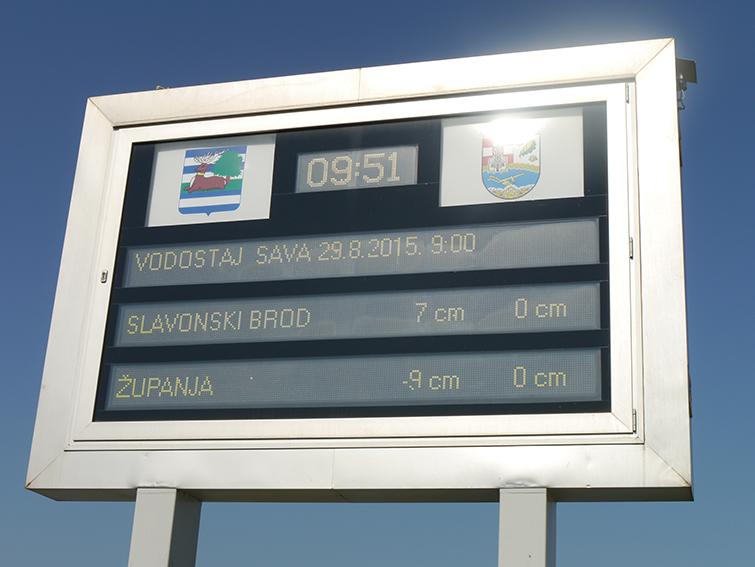 09:51
VODOSTAJ SAVA 29.8.2015. 9:00
SLAVONSKI BROD 7 cm 0 cm
ŽUPANJA -9 cm 0 cm